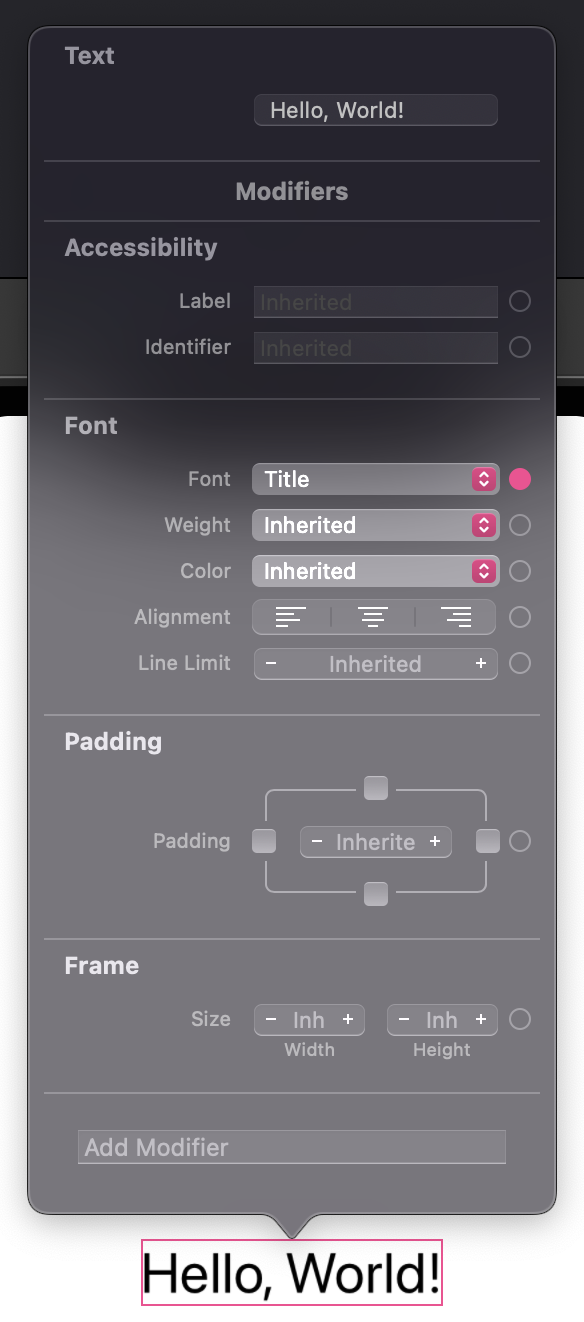 Text
Hello, World!
Modifiers
Accessibility
Label Inherited
Identifier Inherited
Font
Font Title
Weight Inherited
Color Inherited
Alignment
Line Limit - Inherited +
Padding
Padding - Inherite +
Frame
Size - Inh + - Inh +
Width Height
Add Modifier
Hello, World!